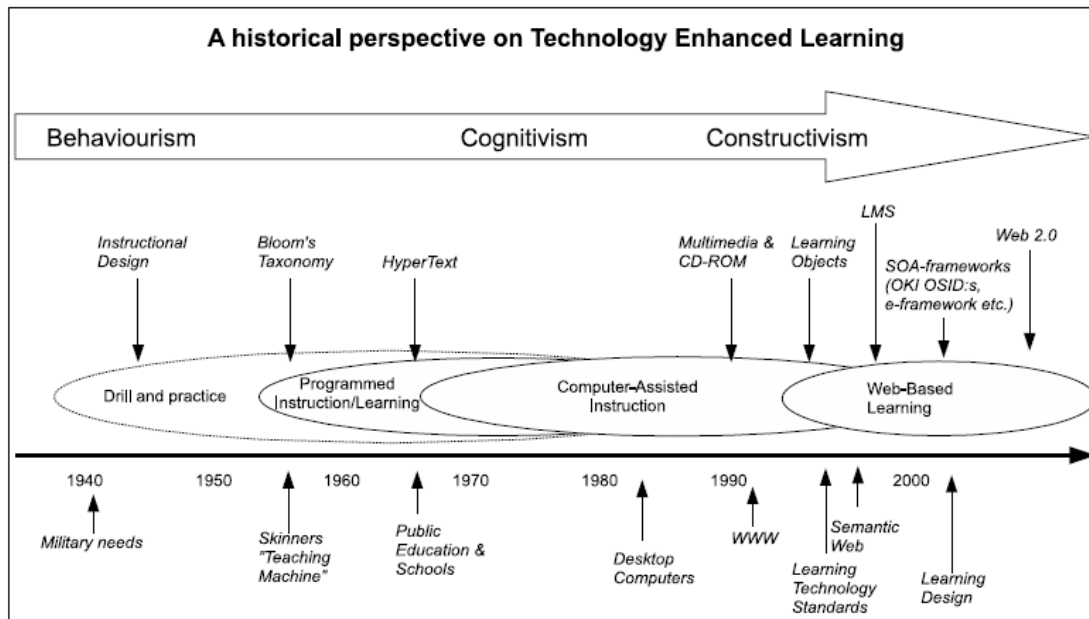 A historical perspective on Technology Enhanced Learning
Behaviourism
Cognitivism
Constructivism
Instructional
Design
Bloom's
Taxonomy
HyperText
Multimedia &
CD-ROM
Learning
Objects
LMS
SOA-frameworks
(OKI OSID:s,
e-framework etc.)
Web 2.0
Drill and practice
Programmed
Instruction/Learning
Computer-Assisted
Instruction
Web-Based
Learning
1940
1950
1960
1970
1980
1990
2000
Military needs
Skinners
"Teaching
Machine"
Public
Education &
Schools
Desktop
Computers
WWW
Learning
Technology
Standards
Semantic
Web
Learning
Design